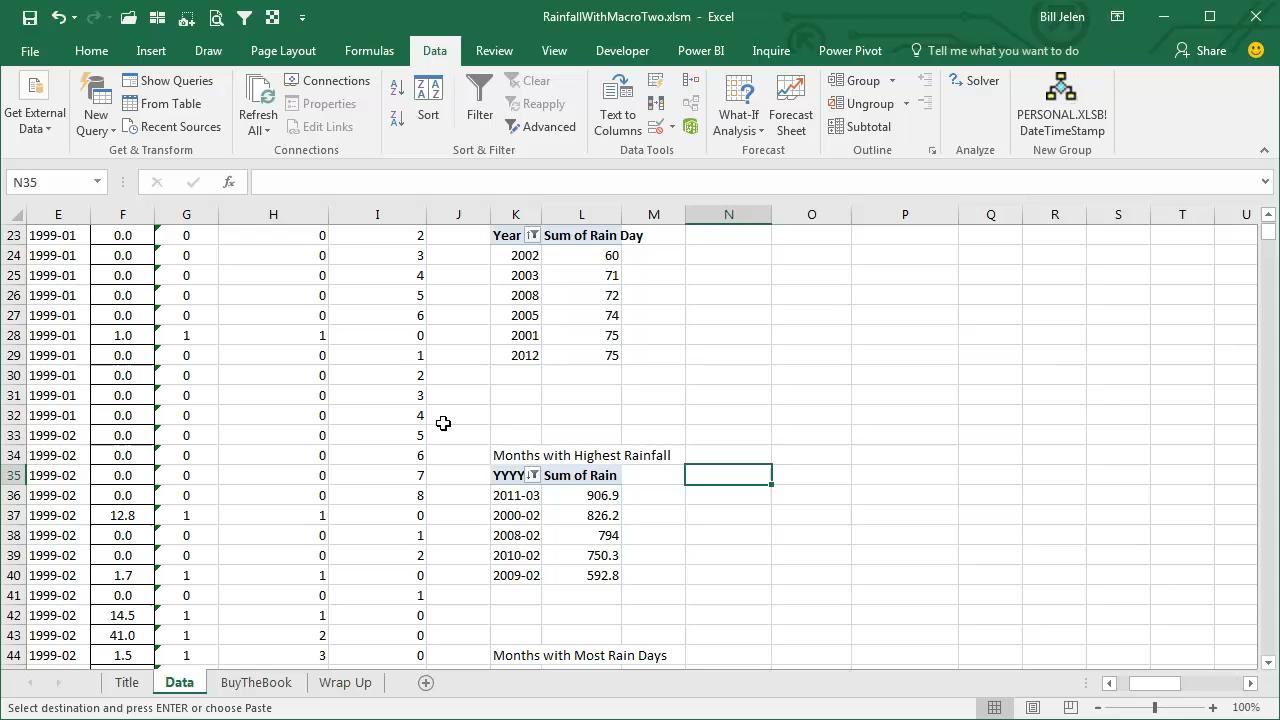 RainfallWithMacroTwo.xlsm - Excel
Bill Jelen
File Home Insert Draw Page Layout Formulas Data Review View Developer Power BI Inquire Power Pivot Tell me what you want to do Share
Get External Data
New Query
Show Queries
From Table
Recent Sources
Get & Transform
Refresh All
Connections
Properties
Edit Links
Connections
Sort
Filter
Clear
Reapply
Advanced
Sort & Filter
Text to Columns
Data Tools
What-If Analysis
Forecast Sheet
Forecast
Group
Ungroup
Subtotal
Outline
Solver
Analyze
PERSONAL.XLSB! DateTimeStamp
New Group
N35
fx
E F G H I J K L M N O P Q R S T U
23 1999-01 0.0 0 0 2 Year Sum of Rain Day
24 1999-01 0.0 0 0 3 2002 60
25 1999-01 0.0 0 0 4 2003 71
26 1999-01 0.0 0 0 5 2008 72
27 1999-01 0.0 0 0 6 2005 74
28 1999-01 1.0 1 1 0 2001 75
29 1999-01 0.0 0 0 1 2012 75
30 1999-01 0.0 0 0 2
31 1999-01 0.0 0 0 3
32 1999-01 0.0 0 0 4
33 1999-02 0.0 0 0 5
34 1999-02 0.0 0 0 6 Months with Highest Rainfall
35 1999-02 0.0 0 0 7 YYYY Sum of Rain
36 1999-02 0.0 0 0 8 2011-03 906.9
37 1999-02 12.8 1 1 0 2000-02 826.2
38 1999-02 0.0 0 0 1 2008-02 794
39 1999-02 0.0 0 0 2 2010-02 750.3
40 1999-02 1.7 1 1 0 2009-02 592.8
41 1999-02 0.0 0 0 1
42 1999-02 14.5 1 1 0
43 1999-02 41.0 1 2 0
44 1999-02 1.5 1 3 0 Months with Most Rain Days
Title Data BuyTheBook Wrap Up
Select destination and press ENTER or choose Paste
100%